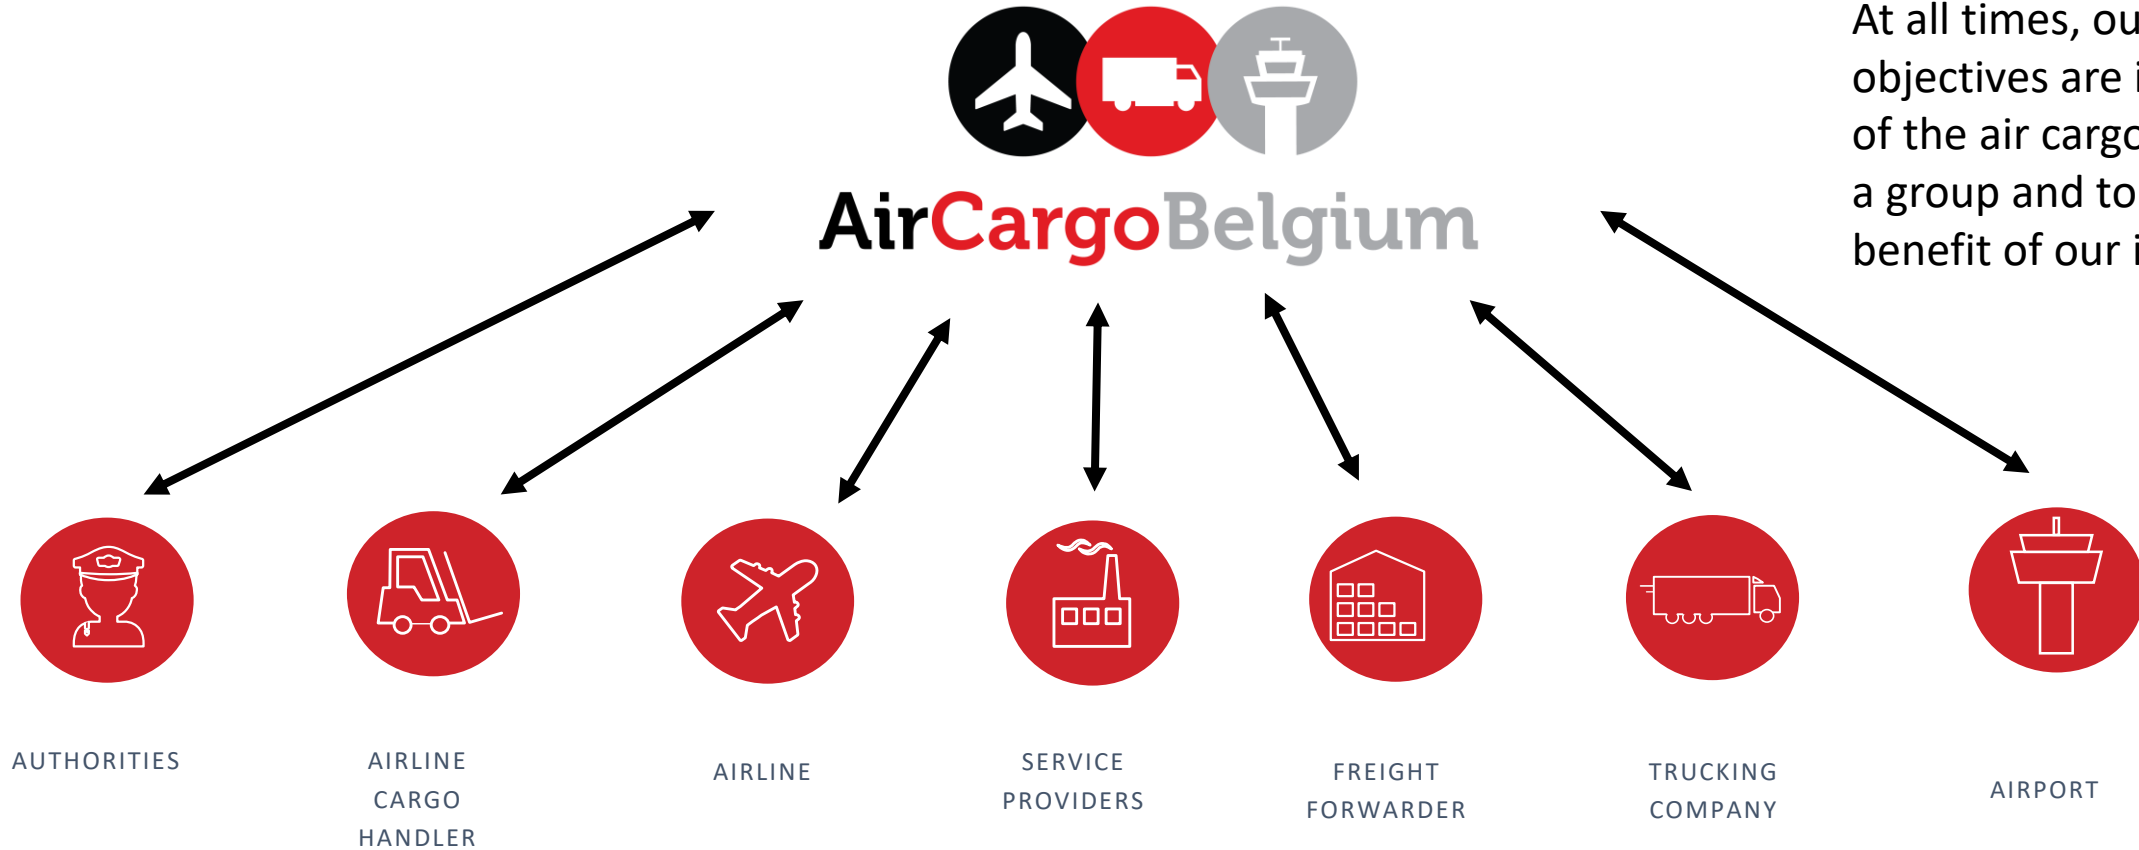 At all times, ou
objectives are i
of the air cargo
a group and to
benefit of our i
AirCargoBelgium
AUTHORITIES
AIRLINE
CARGO
HANDLER
AIRLINE
SERVICE
PROVIDERS
FREIGHT
FORWARDER
TRUCKING
COMPANY
AIRPORT